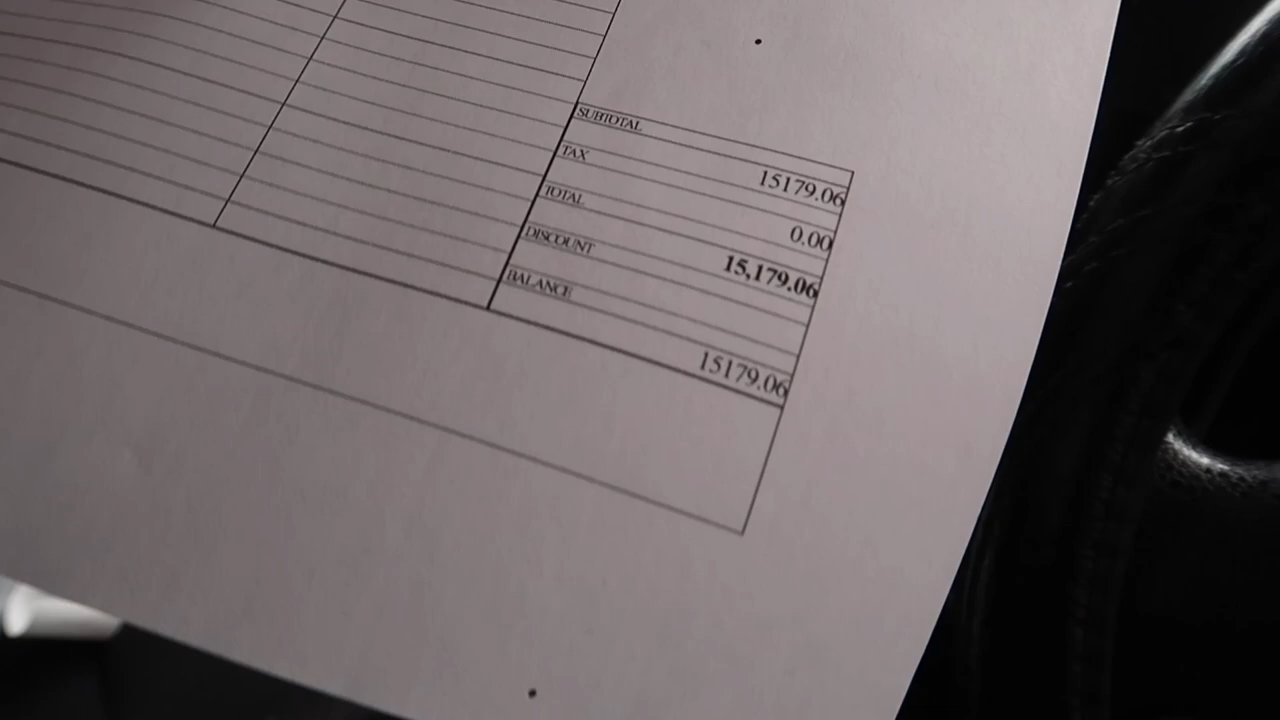 SUBTOTAL
15179.06
TAX
0.00
TOTAL
15,179.06
DISCOUNT
BALANCE
15179.06